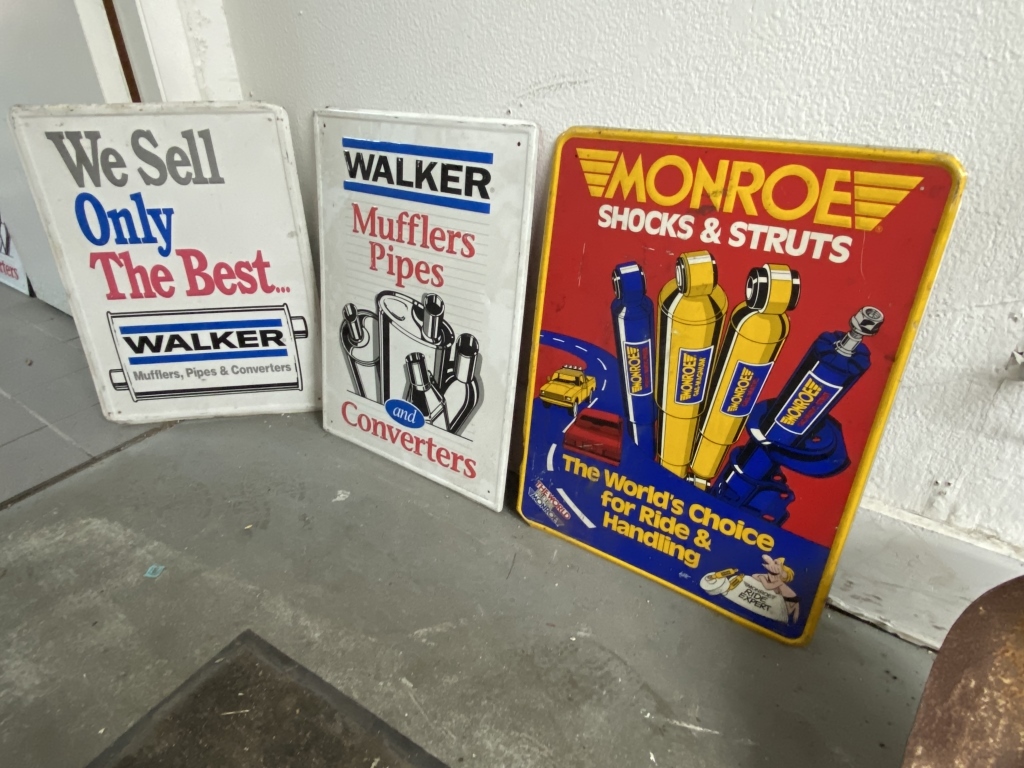 We Sell
Only
The Best...
WALKER
Mufflers, Pipes & Converters
WALKER
Mufflers
Pipes
and
Converters
MONROE
SHOCKS & STRUTS
MONROE
MONROE
MONROE
MONROE
The World's Choice
for Ride &
Handling
RIDE
EXPERT